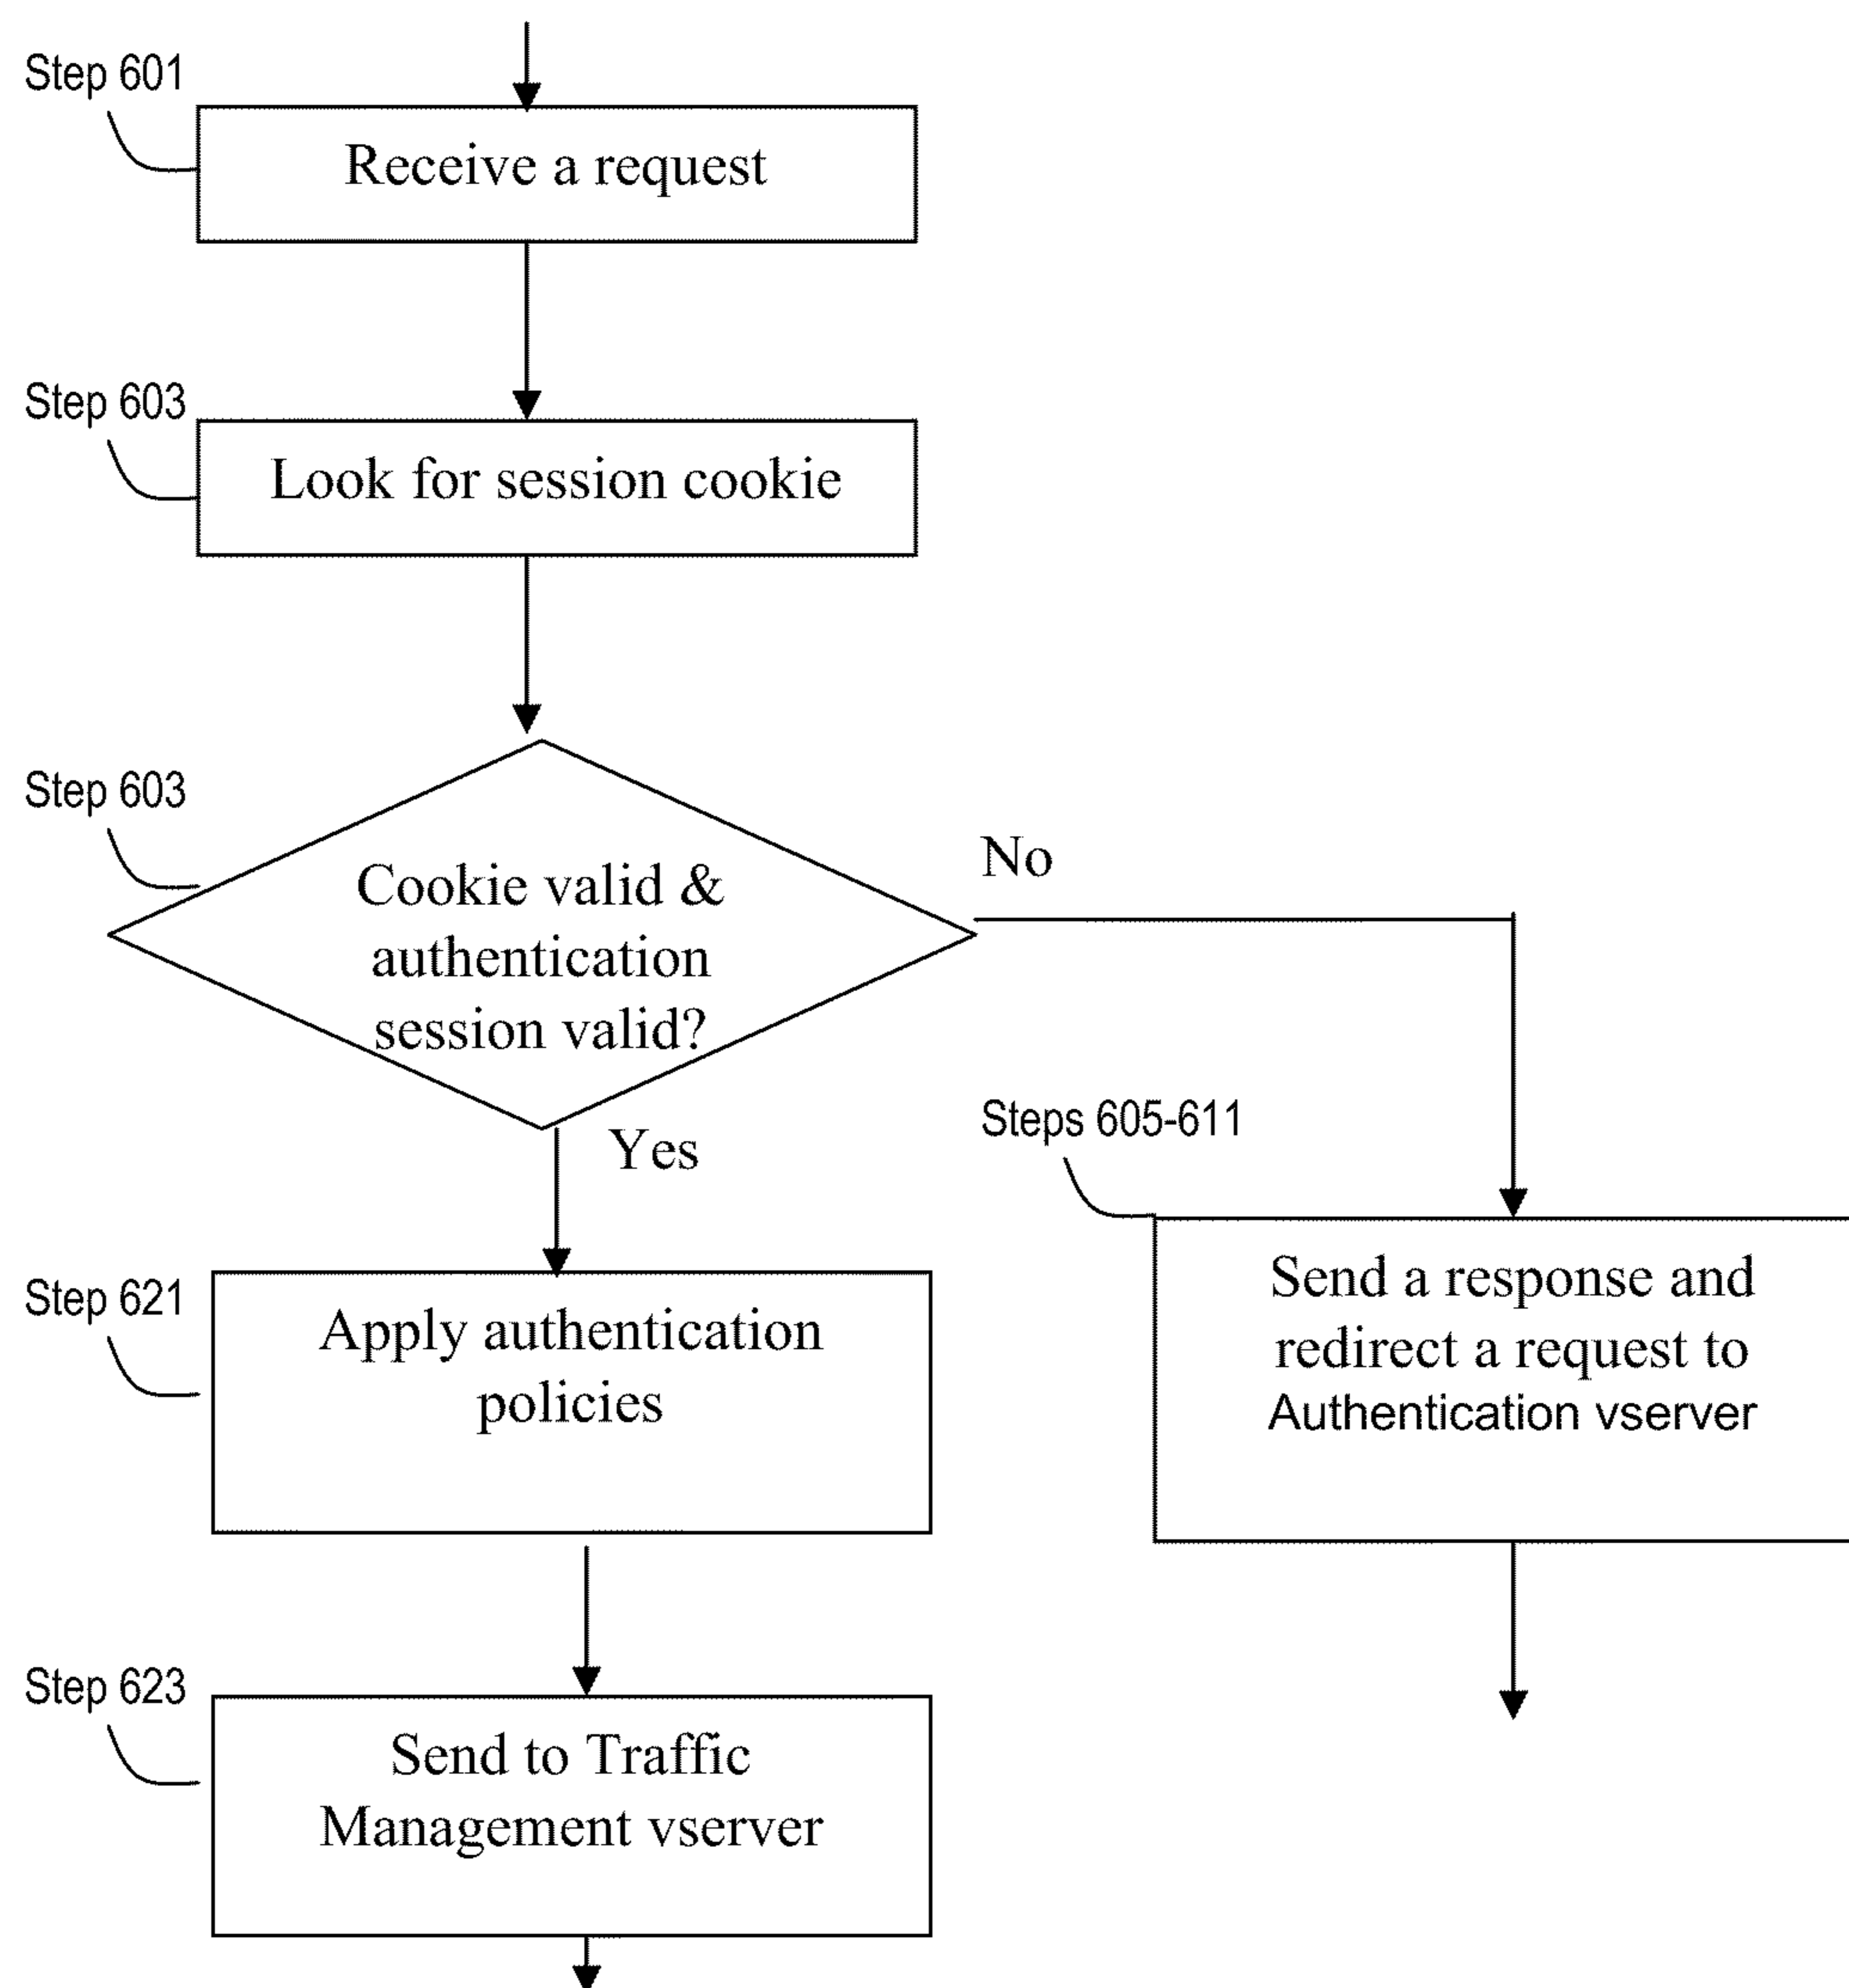 Step 601
Receive a request
Step 603
Look for session cookie
Step 603
Cookie valid &
authentication
session valid?
No
Yes
Steps 605-611
Send a response and
redirect a request to
Authentication vserver
Step 621
Apply authentication
policies
Step 623
Send to Traffic
Management vserver